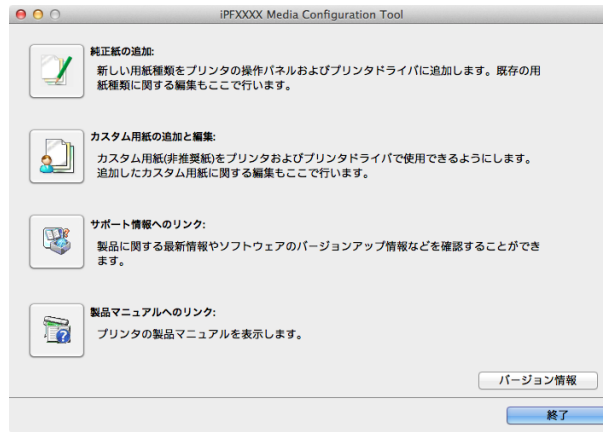 iPFXXXX Media Configuration Tool
純正紙の追加:
新しい用紙種類をプリンタの操作パネルおよびプリンタドライバに追加します。既存の用
紙種類に関する編集もここで行います。
カスタム用紙の追加と編集:
カスタム用紙(非推奨紙)をプリンタおよびプリンタドライバで使用できるようにします。
追加したカスタム用紙に関する編集もここで行います。
サポート情報へのリンク:
製品に関する最新情報やソフトウェアのバージョンアップ情報などを確認することができ
ます。
製品マニュアルへのリンク:
プリンタの製品マニュアルを表示します。
バージョン情報
終了